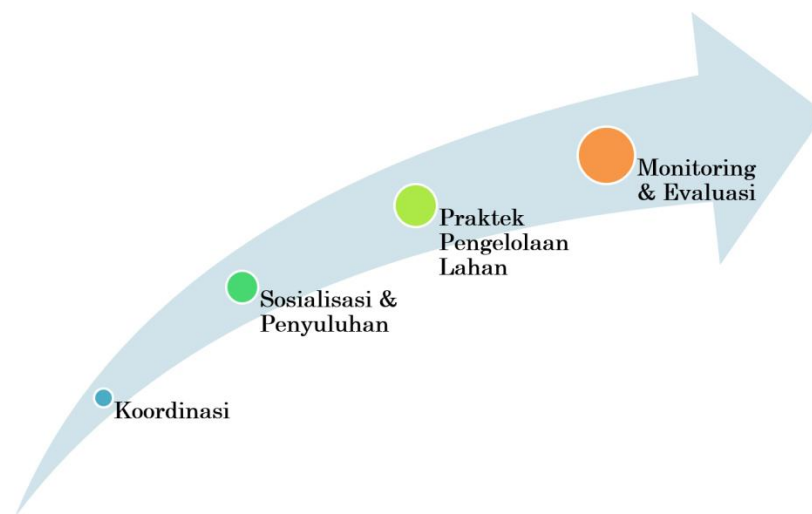 Koordinasi
Sosialisasi &
Penyuluhan
Praktek
Pengelolaan
Lahan
Monitoring
& Evaluasi